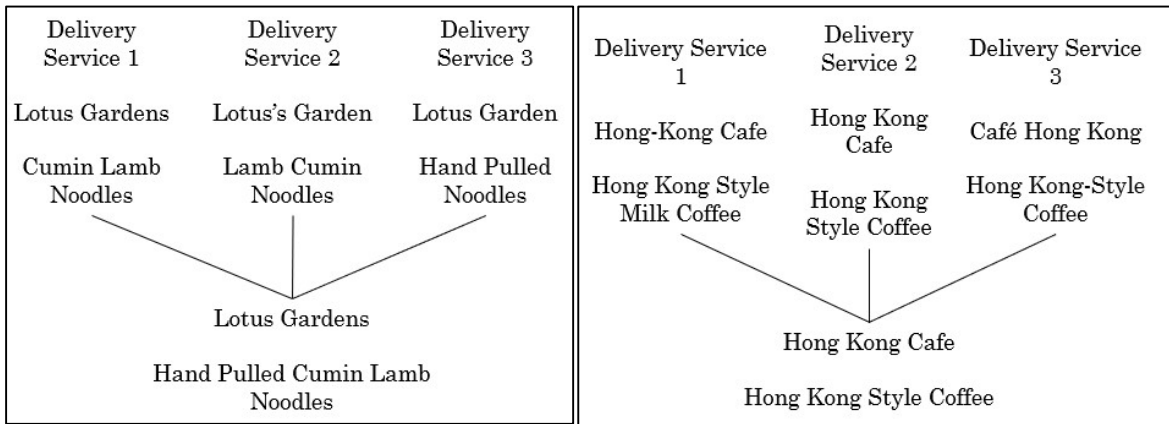 Delivery
Service 1
Delivery
Service 2
Delivery
Service 3
Lotus Gardens
Lotus’s Garden
Lotus Garden
Cumin Lamb
Noodles
Lamb Cumin
Noodles
Hand Pulled
Noodles
Lotus Gardens
Hand Pulled Cumin Lamb
Noodles
Delivery Service
1
Delivery
Service 2
Delivery Service
3
Hong-Kong Cafe
Hong Kong
Cafe
Café Hong Kong
Hong Kong Style
Milk Coffee
Hong Kong
Style Coffee
Hong Kong-Style
Coffee
Hong Kong Cafe
Hong Kong Style Coffee